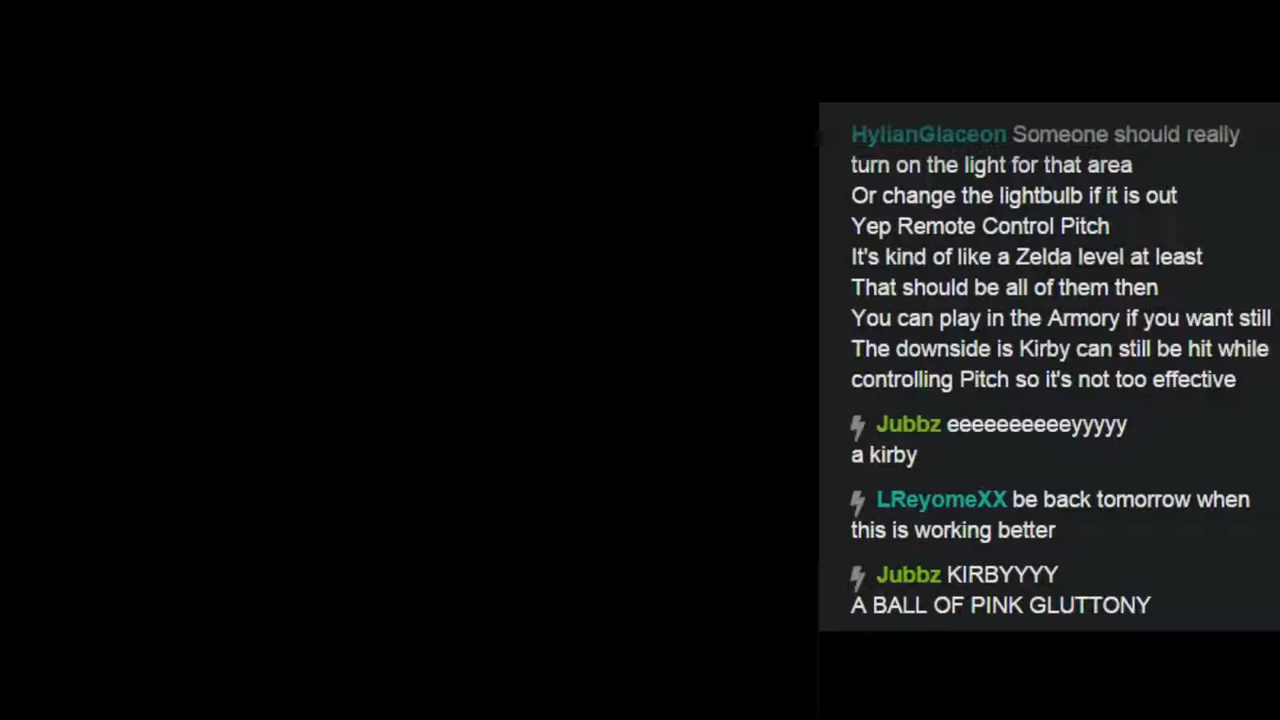 HylianGlaceon Someone should really
turn on the light for that area
Or change the lightbulb if it is out
Yep Remote Control Pitch
It's kind of like a Zelda level at least
That should be all of them then
You can play in the Armory if you want still
The downside is Kirby can still be hit while
controlling Pitch so it's not too effective
Jubbz eeeeeeeeeeyyyyy
a kirby
LReyomeXX be back tomorrow when
this is working better
Jubbz KIRBYYYY
A BALL OF PINK GLUTTONY